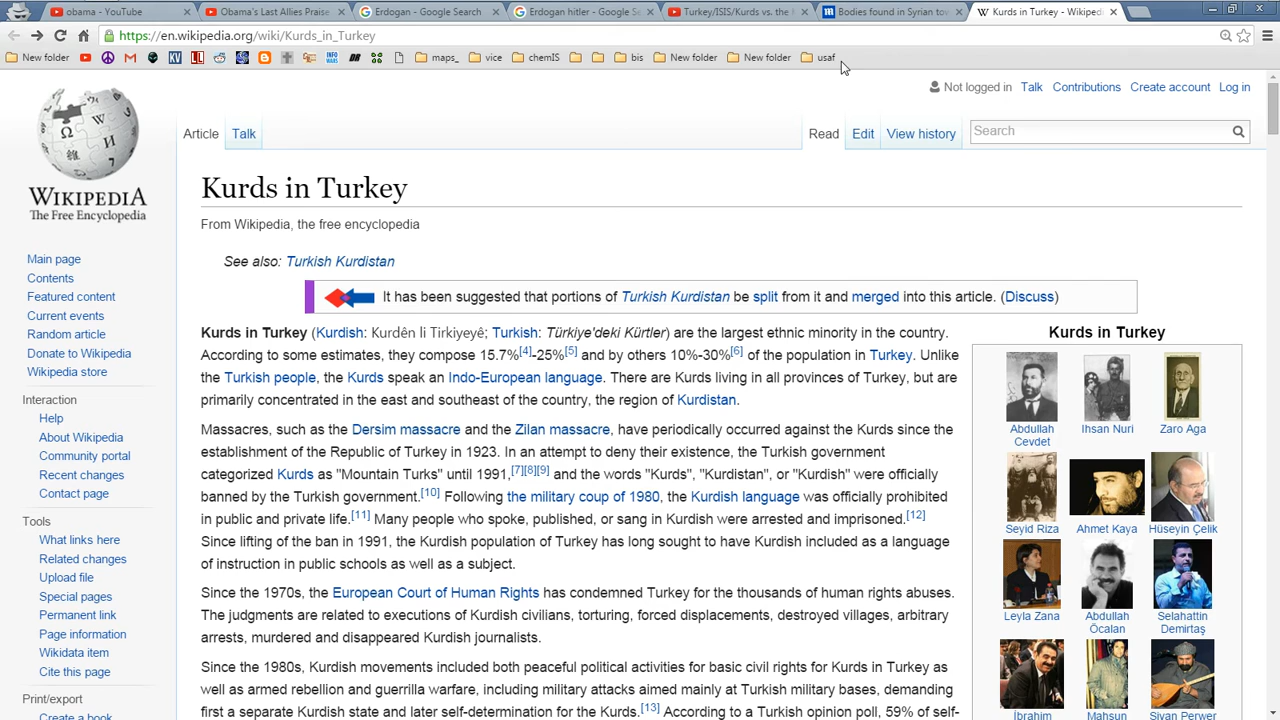 obama - YouTube
Obama's Last Allies Praise
Erdogan - Google Search
Erdogan hitler - Google Se
Turkey/ISIS/Kurds vs. the
Bodies found in Syrian tow
Kurds in Turkey - Wikiped
https://en.wikipedia.org/wiki/Kurds_in_Turkey
New folder
KV
LL
INFO WARS
maps_
vice
chemIS
bis
New folder
New folder
usaf
Not logged in Talk Contributions Create account Log in
Article Talk
Read Edit View history
Search
WIKIPEDIA
The Free Encyclopedia
Main page
Contents
Featured content
Current events
Random article
Donate to Wikipedia
Wikipedia store
Interaction
Help
About Wikipedia
Community portal
Recent changes
Contact page
Tools
What links here
Related changes
Upload file
Special pages
Permanent link
Page information
Wikidata item
Cite this page
Print/export
Create a book
Kurds in Turkey
From Wikipedia, the free encyclopedia
See also: Turkish Kurdistan
It has been suggested that portions of Turkish Kurdistan be split from it and merged into this article. (Discuss)
Kurds in Turkey (Kurdish: Kurdên li Tirkiyeyê; Turkish: Türkiye'deki Kürtler) are the largest ethnic minority in the country.
According to some estimates, they compose 15.7%[4]-25%[5] and by others 10%-30%[6] of the population in Turkey. Unlike
the Turkish people, the Kurds speak an Indo-European language. There are Kurds living in all provinces of Turkey, but are
primarily concentrated in the east and southeast of the country, the region of Kurdistan.
Massacres, such as the Dersim massacre and the Zilan massacre, have periodically occurred against the Kurds since the
establishment of the Republic of Turkey in 1923. In an attempt to deny their existence, the Turkish government
categorized Kurds as "Mountain Turks" until 1991,[7][8][9] and the words "Kurds", "Kurdistan", or "Kurdish" were officially
banned by the Turkish government.[10] Following the military coup of 1980, the Kurdish language was officially prohibited
in public and private life.[11] Many people who spoke, published, or sang in Kurdish were arrested and imprisoned.[12]
Since lifting of the ban in 1991, the Kurdish population of Turkey has long sought to have Kurdish included as a language
of instruction in public schools as well as a subject.
Since the 1970s, the European Court of Human Rights has condemned Turkey for the thousands of human rights abuses.
The judgments are related to executions of Kurdish civilians, torturing, forced displacements, destroyed villages, arbitrary
arrests, murdered and disappeared Kurdish journalists.
Since the 1980s, Kurdish movements included both peaceful political activities for basic civil rights for Kurds in Turkey as
well as armed rebellion and guerrilla warfare, including military attacks aimed mainly at Turkish military bases, demanding
first a separate Kurdish state and later self-determination for the Kurds.[13] According to a Turkish opinion poll, 59% of self-
Kurds in Turkey
Abdullah Cevdet
Ihsan Nuri
Zaro Aga
Seyid Riza
Ahmet Kaya
Hüseyin Çelik
Leyla Zana
Abdullah Öcalan
Selahattin Demirtaş
İbrahim
Mahsun
Şivan Perwer